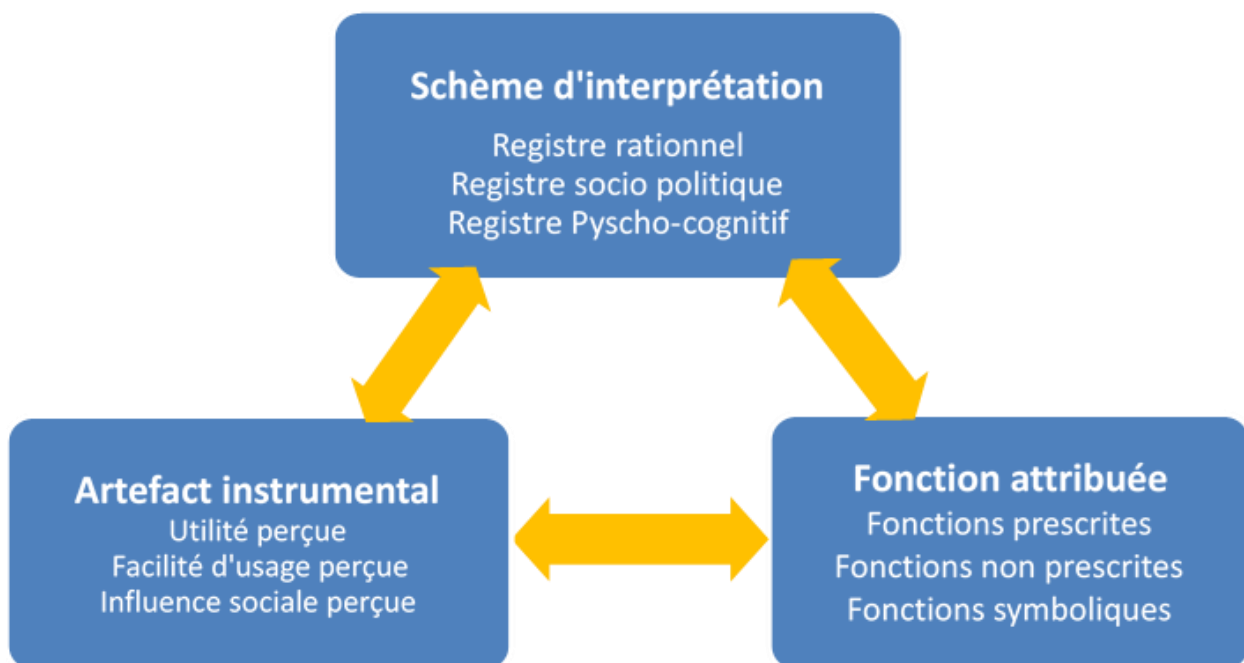 Schème d'interprétation
Registre rationnel
Registre socio politique
Registre Pyscho-cognitif
Artefact instrumental
Utilité perçue
Facilité d'usage perçue
Influence sociale perçue
Fonction attribuée
Fonctions prescrites
Fonctions non prescrites
Fonctions symboliques